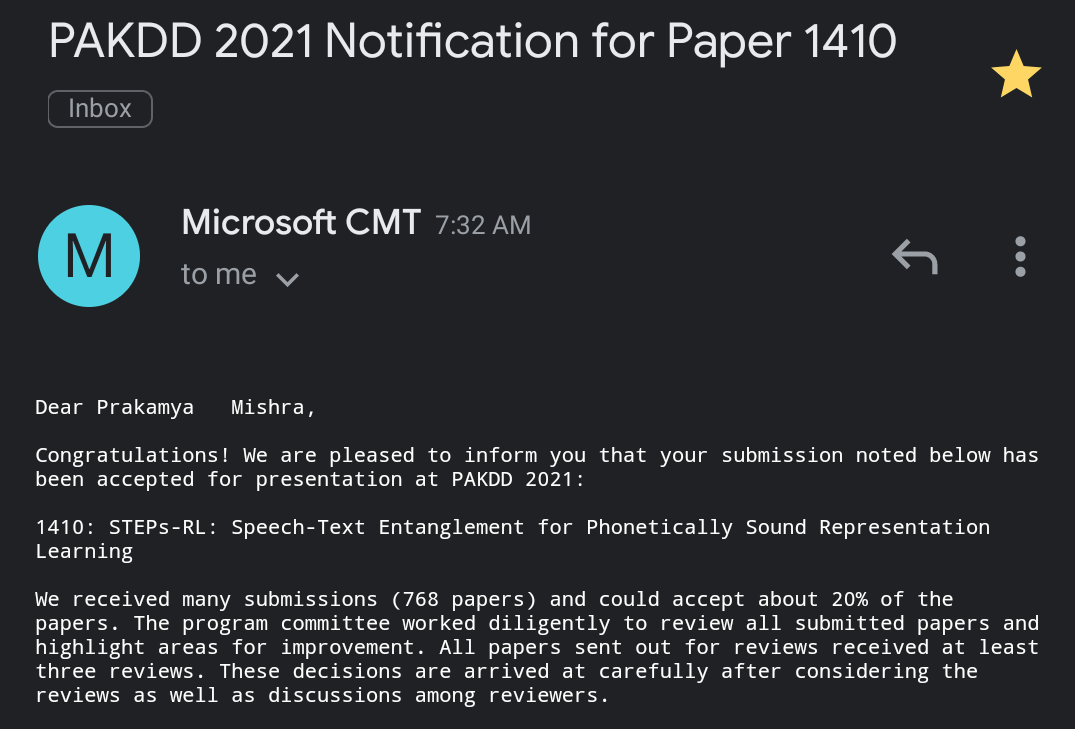 PAKDD 2021 Notification for Paper 1410
Inbox
M
Microsoft CMT 7:32 AM
to me
Dear Prakamya   Mishra,
Congratulations! We are pleased to inform you that your submission noted below has
been accepted for presentation at PAKDD 2021:
1410: STEPs-RL: Speech-Text Entanglement for Phonetically Sound Representation
Learning
We received many submissions (768 papers) and could accept about 20% of the
papers. The program committee worked diligently to review all submitted papers and
highlight areas for improvement. All papers sent out for reviews received at least
three reviews. These decisions are arrived at carefully after considering the
reviews as well as discussions among reviewers.